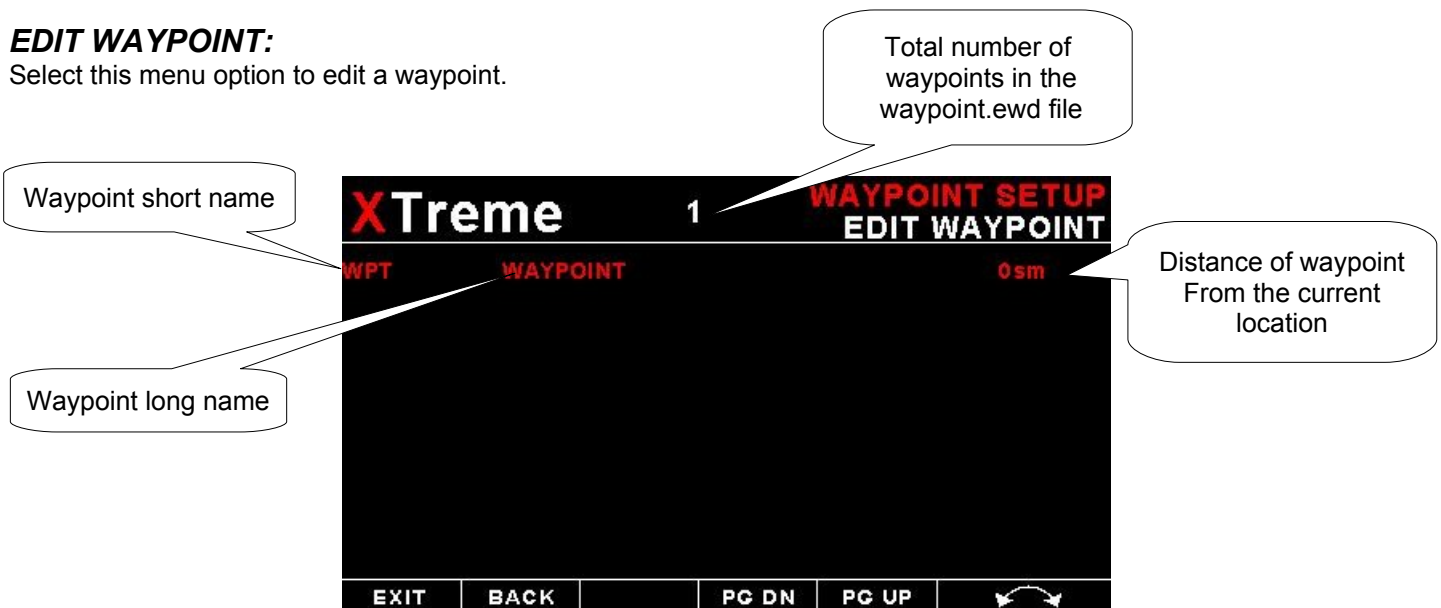 EDIT WAYPOINT:
Select this menu option to edit a waypoint.
Total number of
waypoints in the
waypoint.ewd file
Waypoint short name
XTreme 1 WAYPOINT SETUP
EDIT WAYPOINT
WPT WAYPOINT 0sm
Distance of waypoint
From the current
location
Waypoint long name
EXIT BACK PG DN PG UP